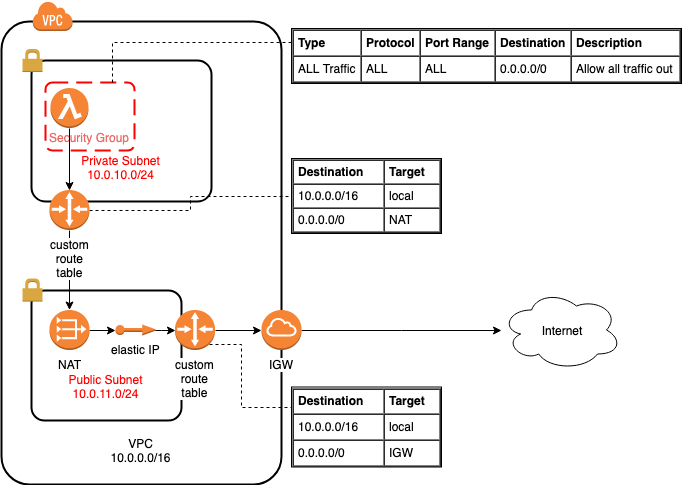 VPC
Type Protocol Port Range Destination Description
ALL Traffic ALL ALL 0.0.0.0/0 Allow all traffic out
Security Group
Private Subnet
10.0.10.0/24
Destination Target
10.0.0.0/16 local
0.0.0.0/0 NAT
custom
route
table
NAT
elastic IP
custom
route
table
IGW
Internet
Public Subnet
10.0.11.0/24
Destination Target
10.0.0.0/16 local
0.0.0.0/0 IGW
VPC
10.0.0.0/16